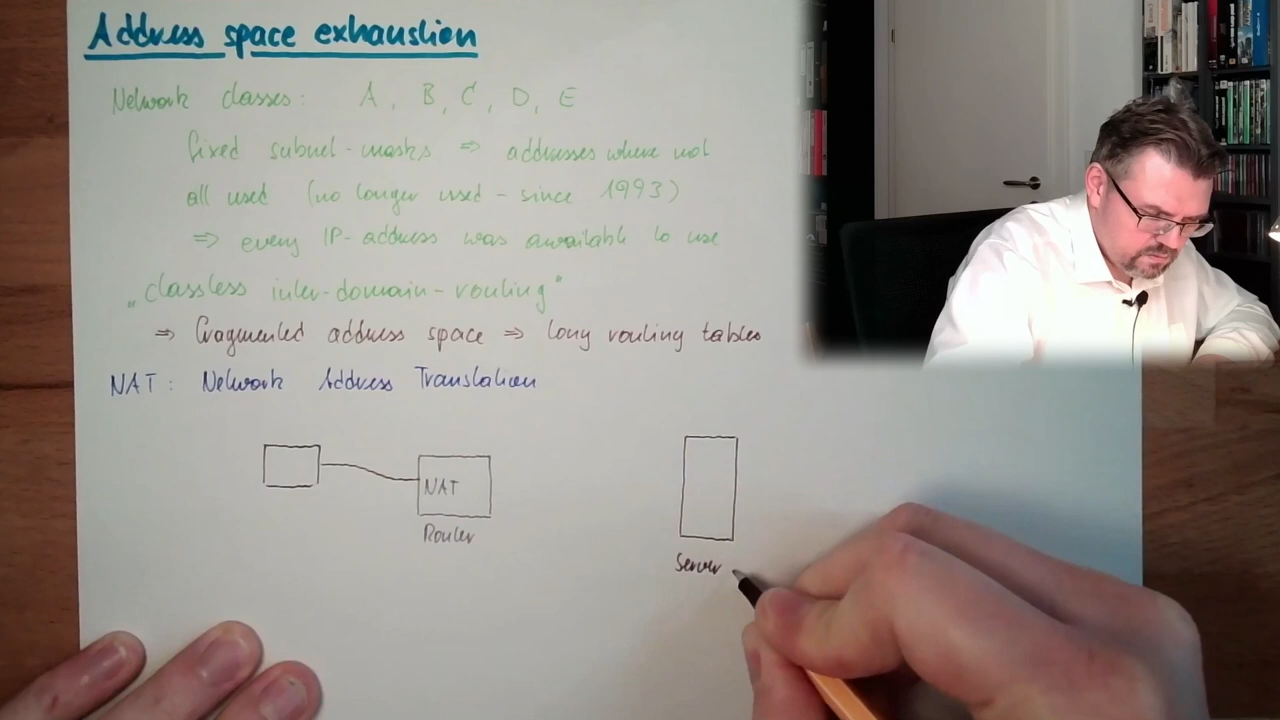 Address space exhaustion
Network classes: A, B, C, D, E
fixed subnet-masks ⇒ addresses where not
all used (no longer used - since 1993)
⇒ every IP-address was available to use
„classless inter-domain-routing"
⇒ fragmented address space ⇒ long routing tables
NAT: Network Address Translation
NAT
Router
Server